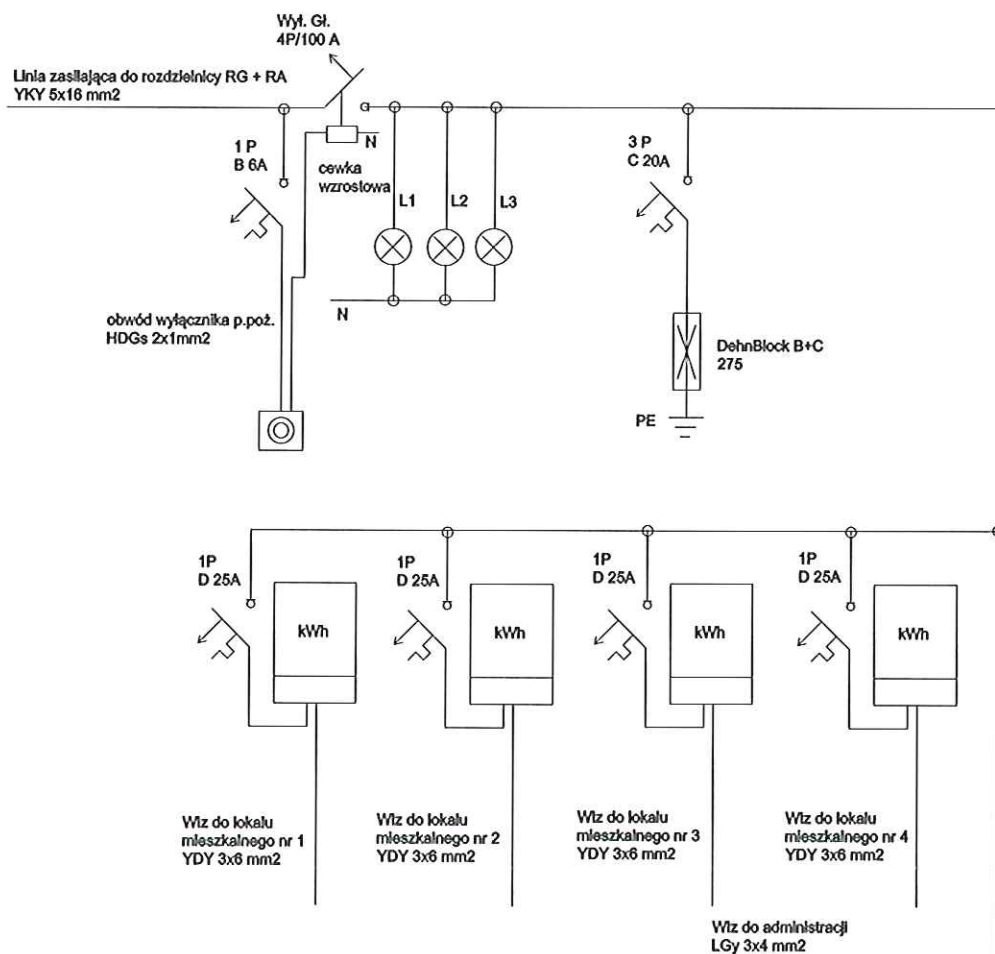 Wył. Gł.
4P/100 A
Linia zasilająca do rozdzielnicy RG + RA
YKY 5x16 mm2
1 P
B 6A
N
cewka
wzrostowa
L1
L2
L3
3 P
C 20A
N
obwód wyłącznika p.poż.
HDGs 2x1mm2
DehnBlock B+C
275
PE
1P
D 25A
1P
D 25A
1P
D 25A
1P
D 25A
kWh
kWh
kWh
kWh
Wlz do lokalu
mieszkalnego nr 1
YDY 3x6 mm2
Wlz do lokalu
mieszkalnego nr 2
YDY 3x6 mm2
Wlz do lokalu
mieszkalnego nr 3
YDY 3x6 mm2
Wlz do lokalu
mieszkalnego nr 4
YDY 3x6 mm2
Wlz do administracji
LGy 3x4 mm2